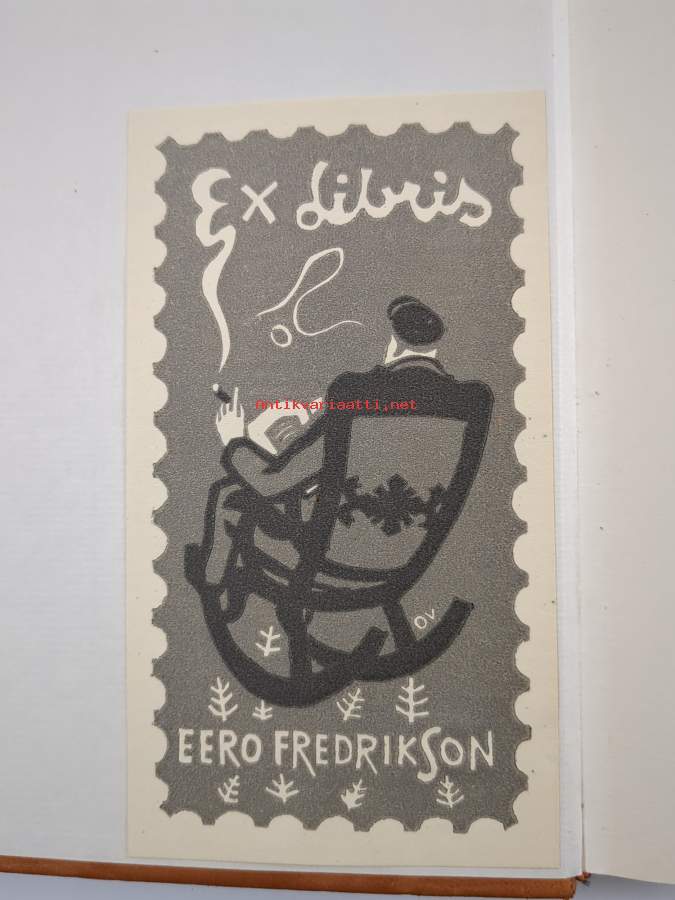 Ex Libris
antikvariaatti.net
OV
EERO FREDRIKSON